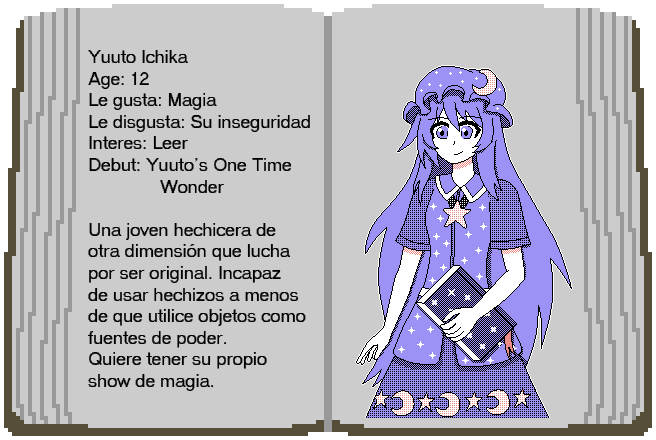 Yuuto Ichika
Age: 12
Le gusta: Magia
Le disgusta: Su inseguridad
Interes: Leer
Debut: Yuuto's One Time
Wonder
Una joven hechicera de
otra dimensión que lucha
por ser original. Incapaz
de usar hechizos a menos
de que utilice objetos como
fuentes de poder.
Quiere tener su propio
show de magia.